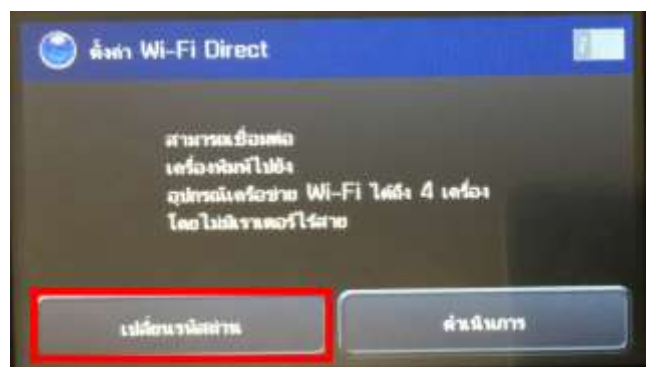 ตั้งค่า Wi-Fi Direct
สามารถเชื่อมต่อ
เครื่องพิมพ์ไปยัง
อุปกรณ์เครือข่าย Wi-Fi ได้ถึง 4 เครื่อง
โดยไม่มีเราเตอร์ไร้สาย
เปลี่ยนรหัสผ่าน
ดำเนินการ